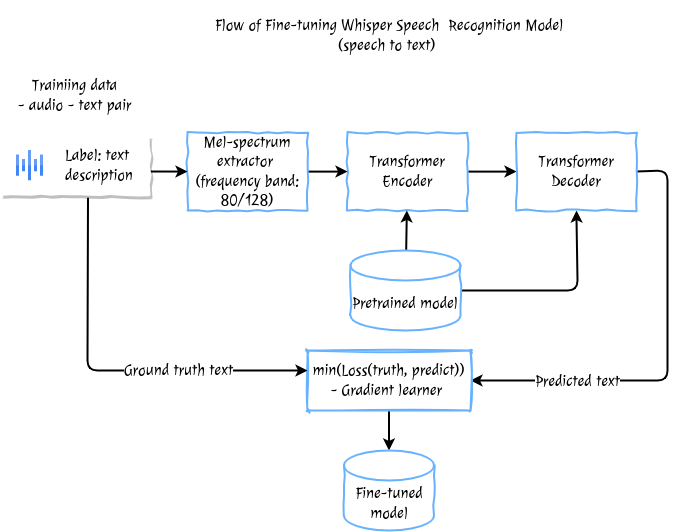 Flow of Fine-tuning Whisper Speech Recognition Model
(speech to text)
Trainiing data
- audio - text pair
Label: text
description
Mel-spectrum
extractor
(frequency band:
80/128)
Transformer
Encoder
Transformer
Decoder
Pretrained model
Ground truth text
min(Loss(truth, predict))
- Gradient learner
Predicted text
Fine-tuned
model